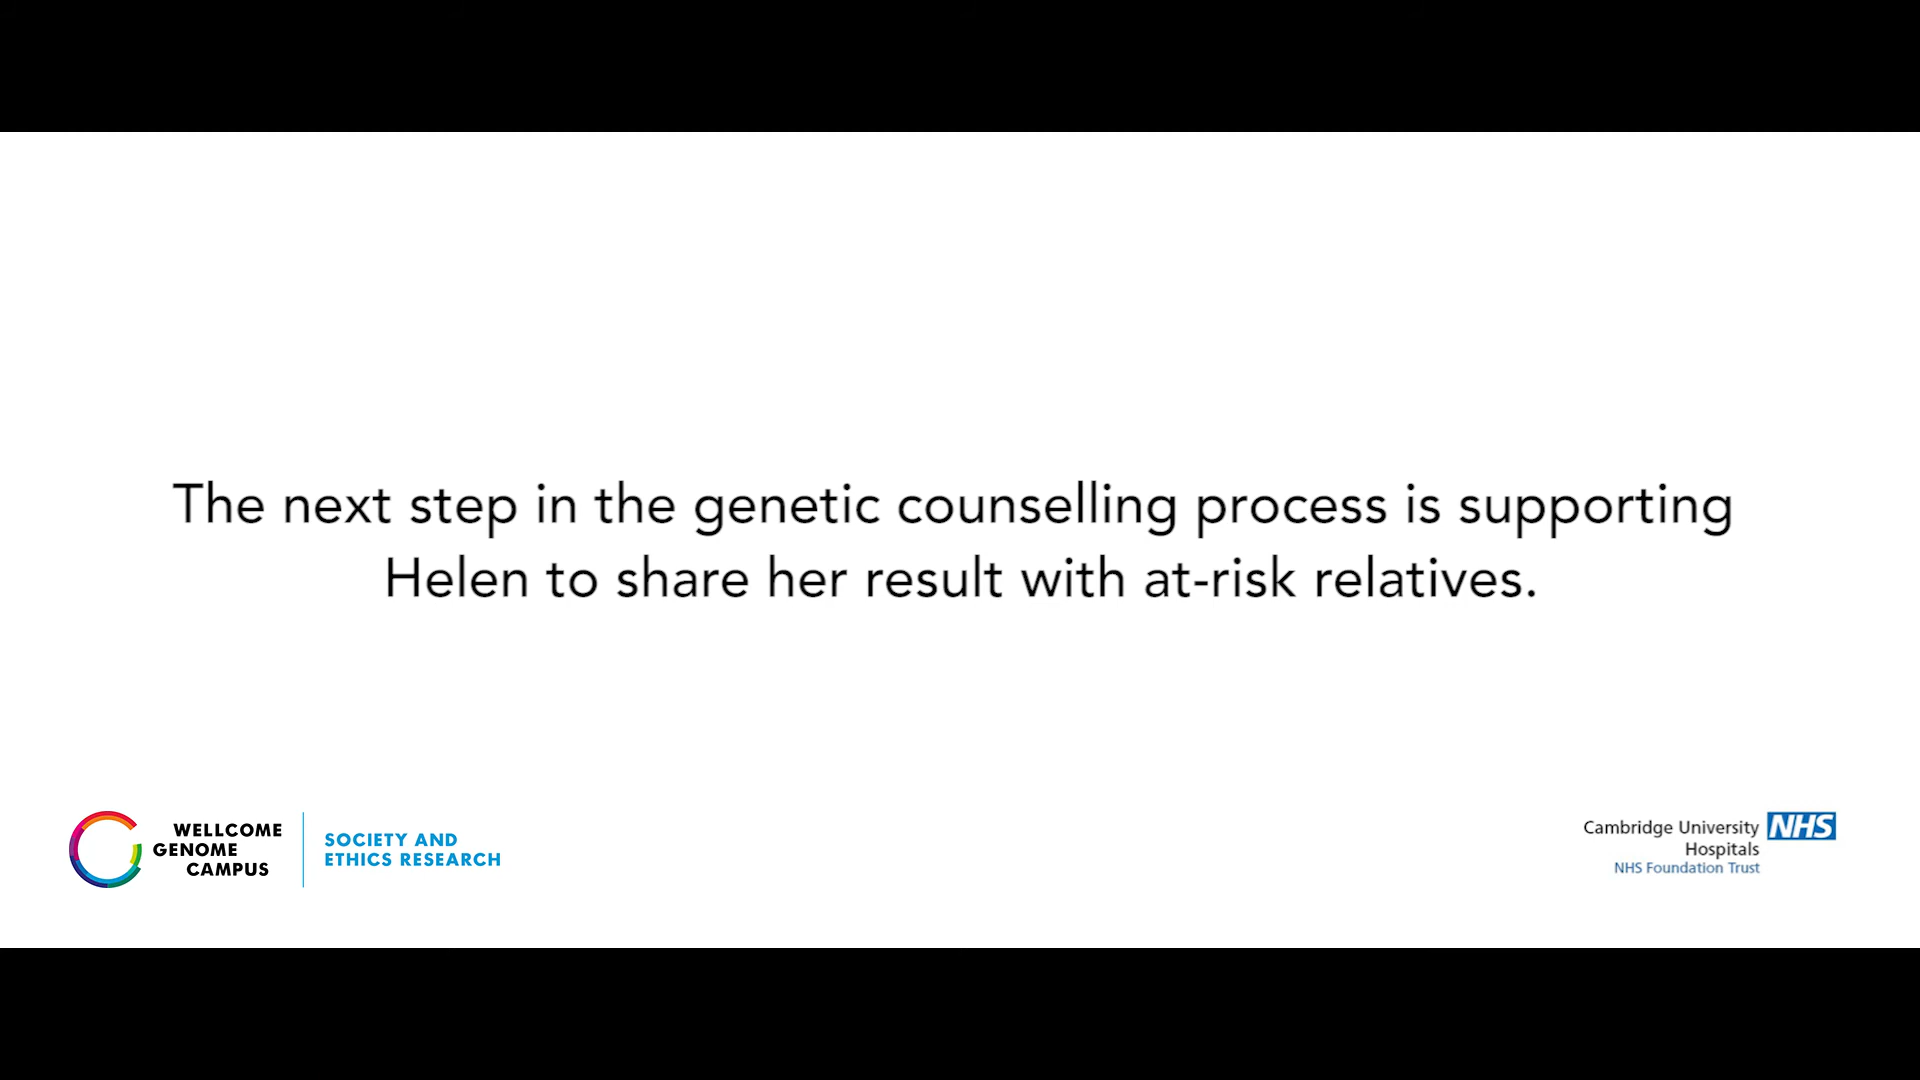 The next step in the genetic counselling process is supporting
Helen to share her result with at-risk relatives.
WELLCOME
GENOME
CAMPUS
SOCIETY AND
ETHICS RESEARCH
Cambridge University
Hospitals
NHS Foundation Trust
NHS